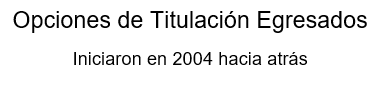 Opciones de Titulación Egresados
Iniciaron en 2004 hacia atrás